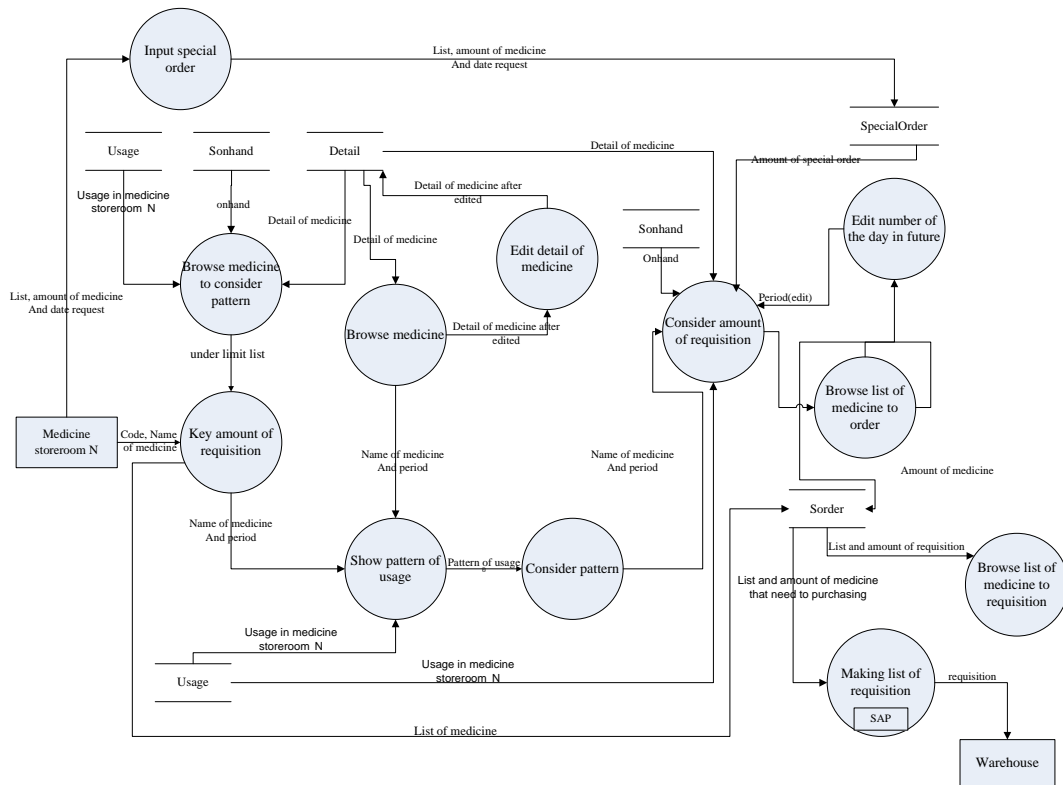 Input special
order
List, amount of medicine
And date request
SpecialOrder
Amount of special order
Usage
Sonhand
Detail
Detail of medicine
Usage in medicine
storeroom N
onhand
Detail of medicine
Detail of medicine
Detail of medicine after
edited
Edit detail of
medicine
Sonhand
Onhand
Edit number of
the day in future
Period(edit)
Browse medicine
to consider
pattern
List, amount of medicine
And date request
Browse medicine
Detail of medicine after
edited
Consider amount
of requisition
under limit list
Browse list of
medicine to
order
Medicine
storeroom N
Code, Name
of medicine
Key amount of
requisition
Name of medicine
And period
Name of medicine
And period
Amount of medicine
Name of medicine
And period
Sorder
List and amount of requisition
Show pattern of
usage
Pattern of usage
Consider pattern
Browse list of
medicine to
requisition
List and amount of medicine
that need to purchasing
Usage in medicine
storeroom N
Usage
Usage in medicine
storeroom N
Making list of
requisition
SAP
requisition
List of medicine
Warehouse